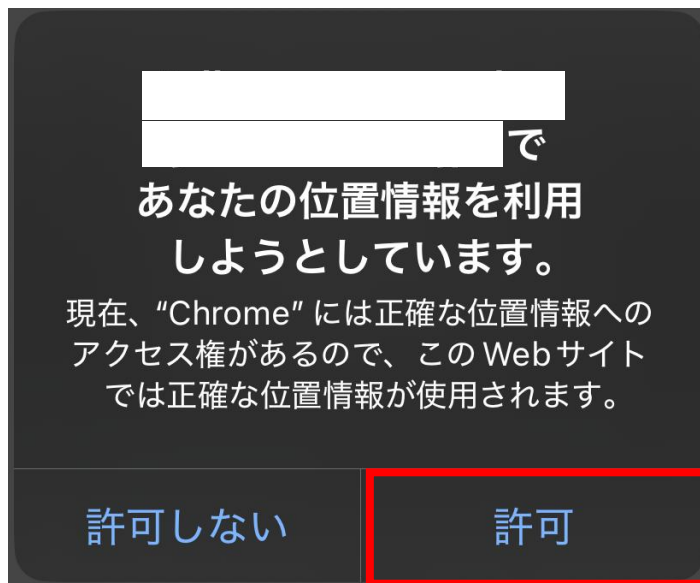 で
あなたの位置情報を利用
しようとしています。
現在、“Chrome” には正確な位置情報への
アクセス権があるので、このWebサイト
では正確な位置情報が使用されます。
許可しない
許可